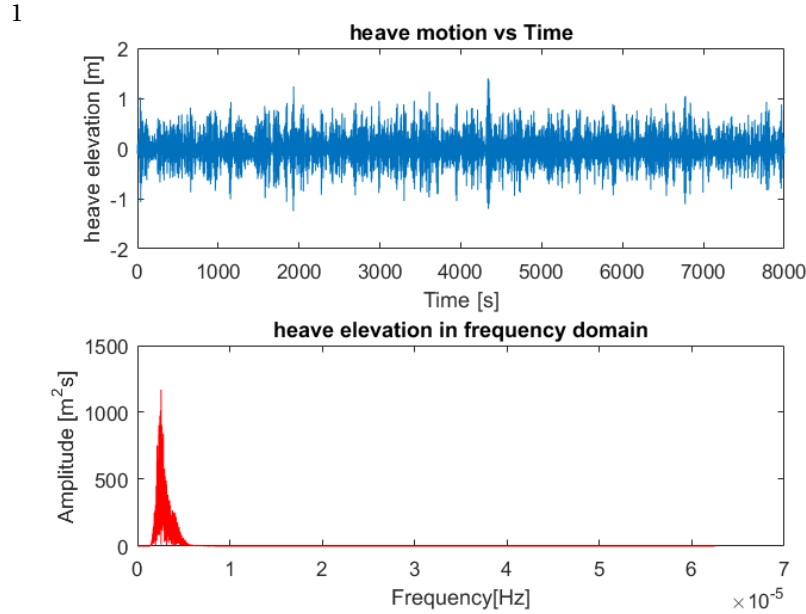 1
heave motion vs Time
heave elevation [m]
2
1
0
-1
-2
0 1000 2000 3000 4000 5000 6000 7000 8000
Time [s]
heave elevation in frequency domain
Amplitude [m²s]
1500
1000
500
0
0 1 2 3 4 5 6 7
Frequency[Hz]
×10⁻⁵